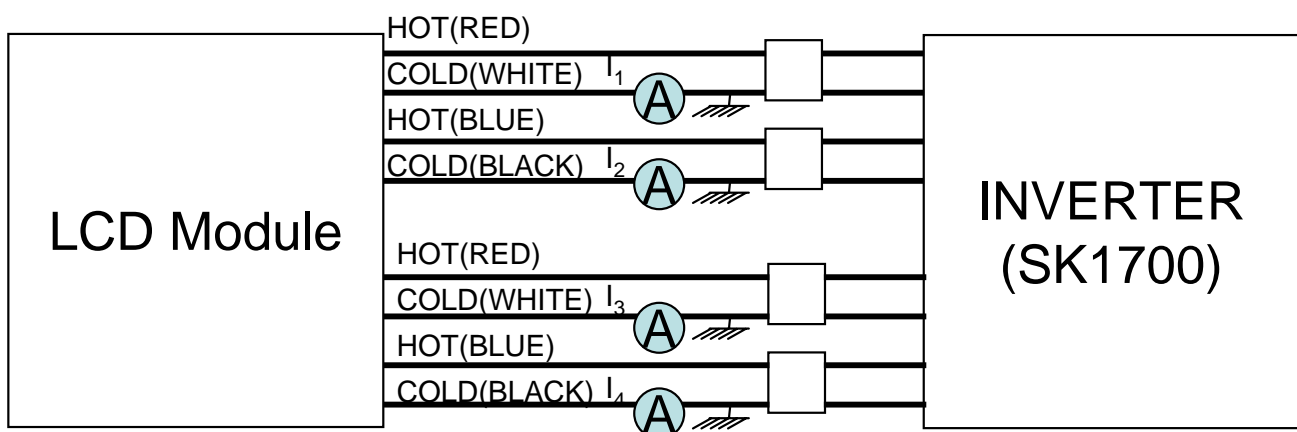 HOT(RED)
COLD(WHITE) I1
A
HOT(BLUE)
COLD(BLACK) I2
A
LCD Module
INVERTER
(SK1700)
HOT(RED)
COLD(WHITE) I3
A
HOT(BLUE)
COLD(BLACK) I4
A